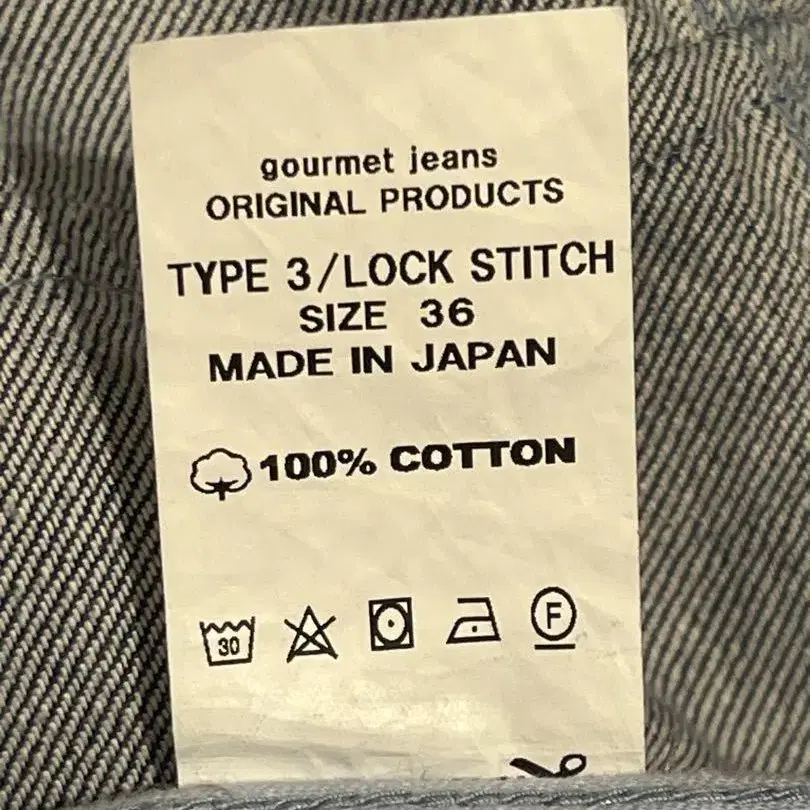 gourmet jeans
ORIGINAL PRODUCTS
TYPE 3/LOCK STITCH
SIZE 36
MADE IN JAPAN
100% COTTON
30
F